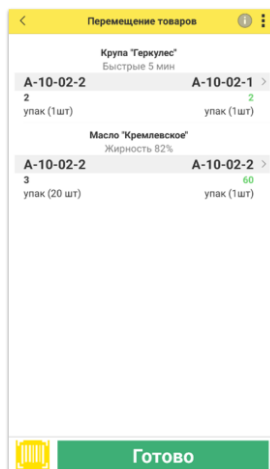 Перемещение товаров
Крупа "Геркулес"
Быстрые 5 мин
А-10-02-2 А-10-02-1
2 2
упак (1шт) упак (1шт)
Масло "Кремлевское"
Жирность 82%
А-10-02-2 А-10-02-2
3 60
упак (20 шт) упак (1шт)
Готово